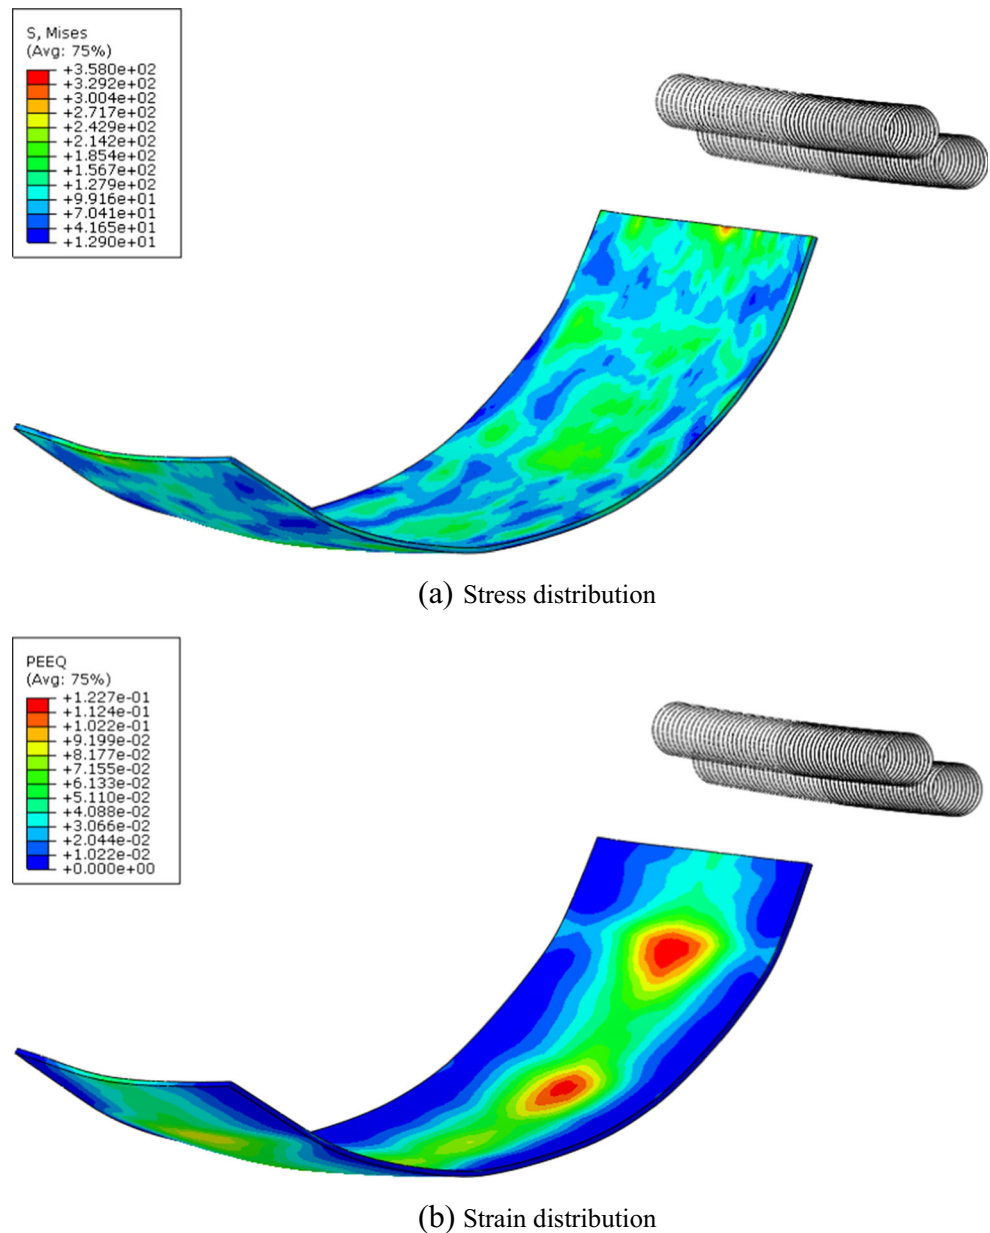 S, Mises
(Avg: 75%)
+3.580e+02
+3.292e+02
+3.004e+02
+2.717e+02
+2.429e+02
+2.142e+02
+1.854e+02
+1.567e+02
+1.279e+02
+9.916e+01
+7.041e+01
+4.165e+01
+1.290e+01
(a) Stress distribution
PEEQ
(Avg: 75%)
+1.227e-01
+1.124e-01
+1.022e-01
+9.199e-02
+8.177e-02
+7.155e-02
+6.133e-02
+5.110e-02
+4.088e-02
+3.066e-02
+2.044e-02
+1.022e-02
+0.000e+00
(b) Strain distribution